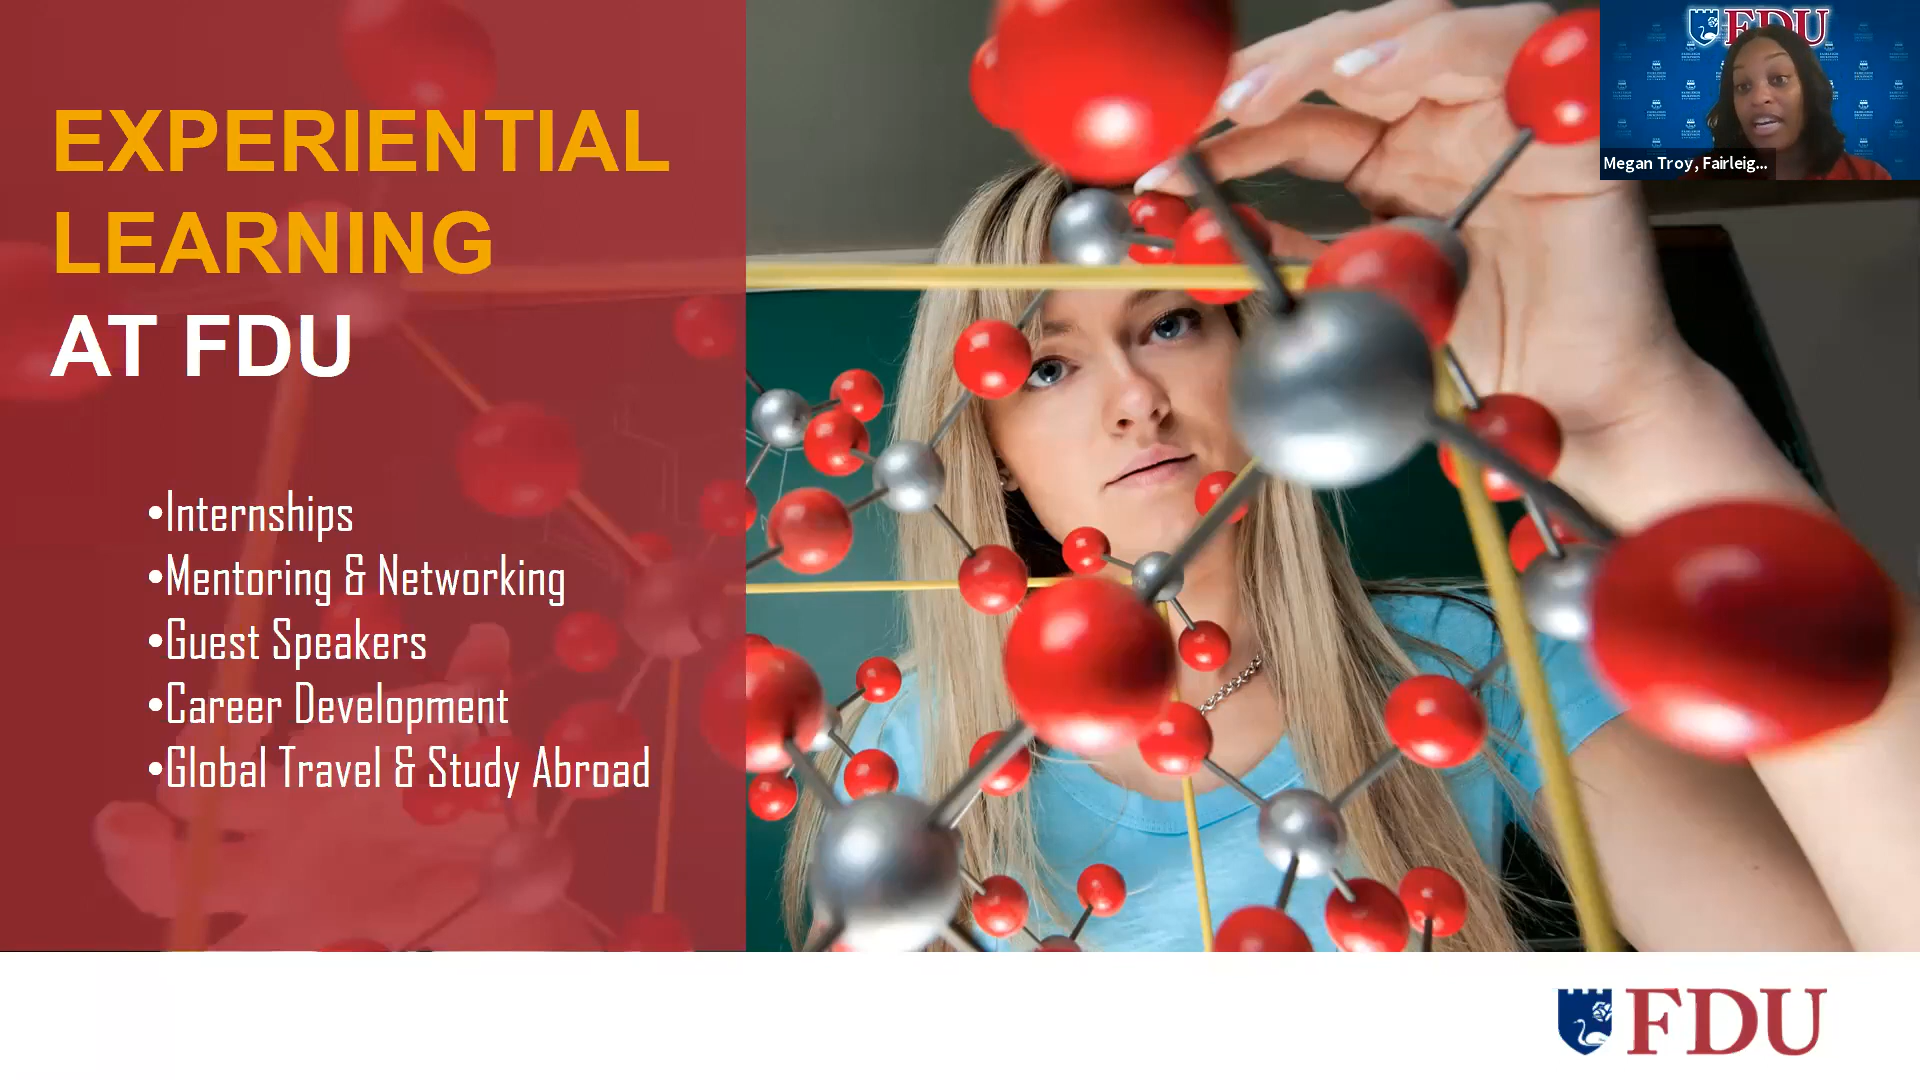 EXPERIENTIAL
LEARNING
AT FDU
•Internships
•Mentoring & Networking
•Guest Speakers
•Career Development
•Global Travel & Study Abroad
FDU
Megan Troy, Fairleig...
FDU